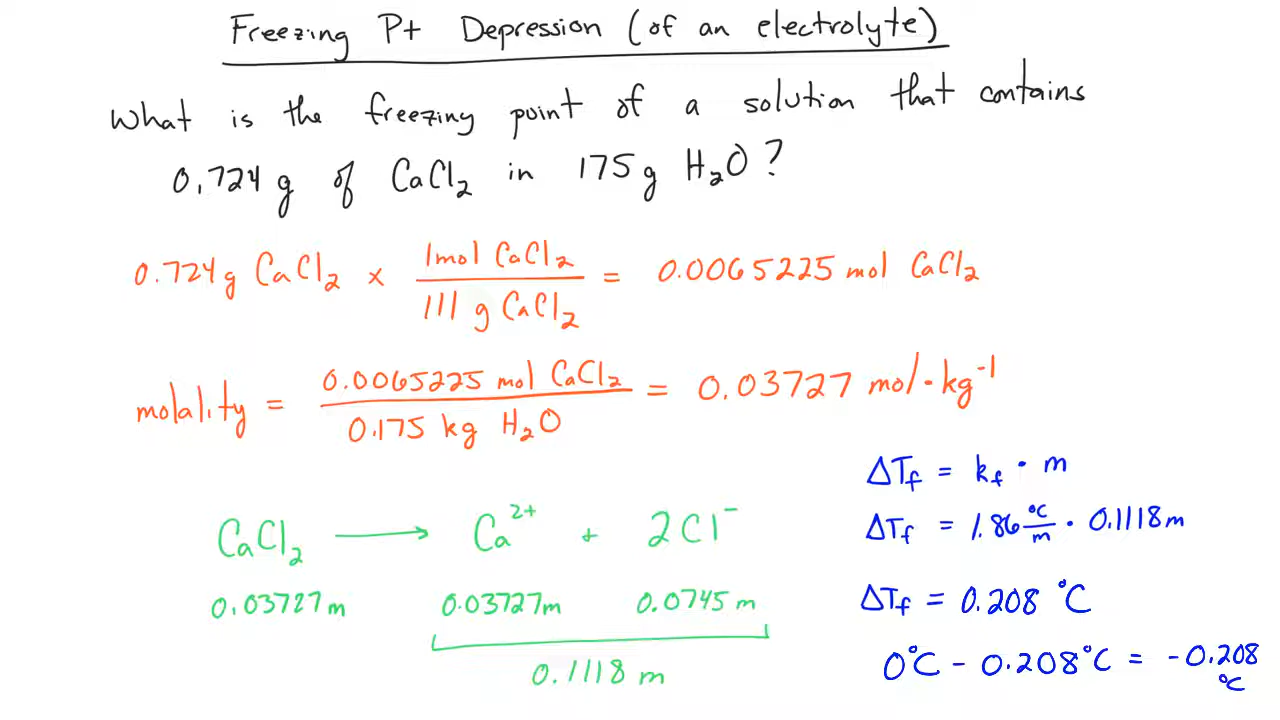 Freezing Pt Depression (of an electrolyte)
What is the freezing point of a solution that contains
0.724 g of CaCl₂ in 175 g H₂O?
0.724 g CaCl₂ × 1 mol CaCl₂ / 111 g CaCl₂ = 0.0065225 mol CaCl₂
molality = 0.0065225 mol CaCl₂ / 0.175 kg H₂O = 0.03727 mol·kg⁻¹
CaCl₂ → Ca²⁺ + 2Cl⁻
0.03727 m 0.03727 m 0.0745 m
0.1118 m
ΔTf = kf · m
ΔTf = 1.86 °C/m · 0.1118 m
ΔTf = 0.208 °C
0°C - 0.208°C = -0.208 °C